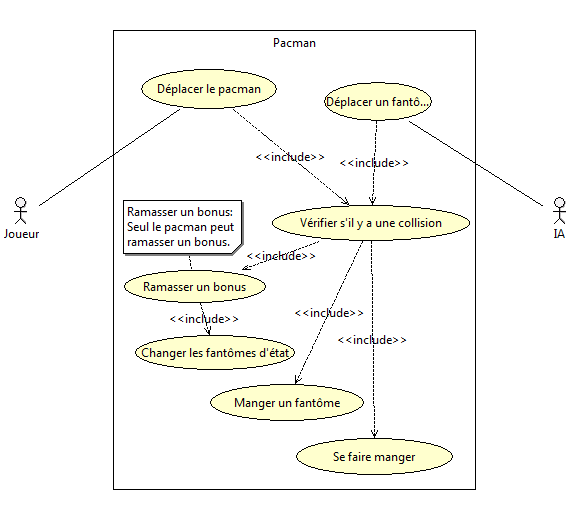 Pacman
Déplacer le pacman
Déplacer un fantô...
<<include>>
<<include>>
Joueur
IA
Ramasser un bonus:
Seul le pacman peut
ramasser un bonus.
Vérifier s'il y a une collision
<<include>>
Ramasser un bonus
<<include>>
<<include>>
<<include>>
Changer les fantômes d'état
Manger un fantôme
Se faire manger